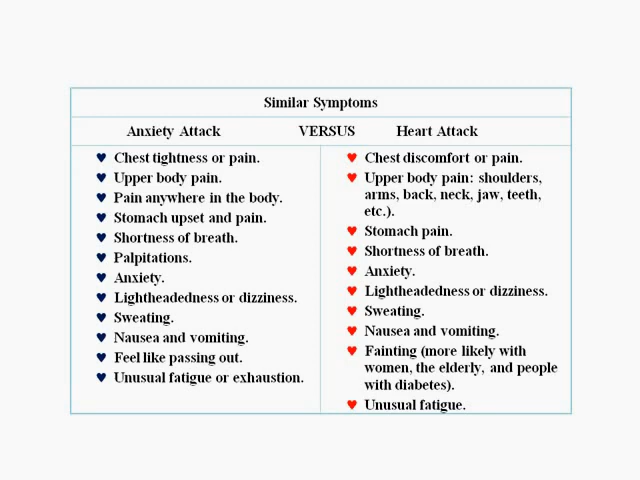 Similar Symptoms
Anxiety Attack VERSUS Heart Attack
Chest tightness or pain.
Upper body pain.
Pain anywhere in the body.
Stomach upset and pain.
Shortness of breath.
Palpitations.
Anxiety.
Lightheadedness or dizziness.
Sweating.
Nausea and vomiting.
Feel like passing out.
Unusual fatigue or exhaustion.
Chest discomfort or pain.
Upper body pain: shoulders,
arms, back, neck, jaw, teeth,
etc.).
Stomach pain.
Shortness of breath.
Anxiety.
Lightheadedness or dizziness.
Sweating.
Nausea and vomiting.
Fainting (more likely with
women, the elderly, and people
with diabetes).
Unusual fatigue.